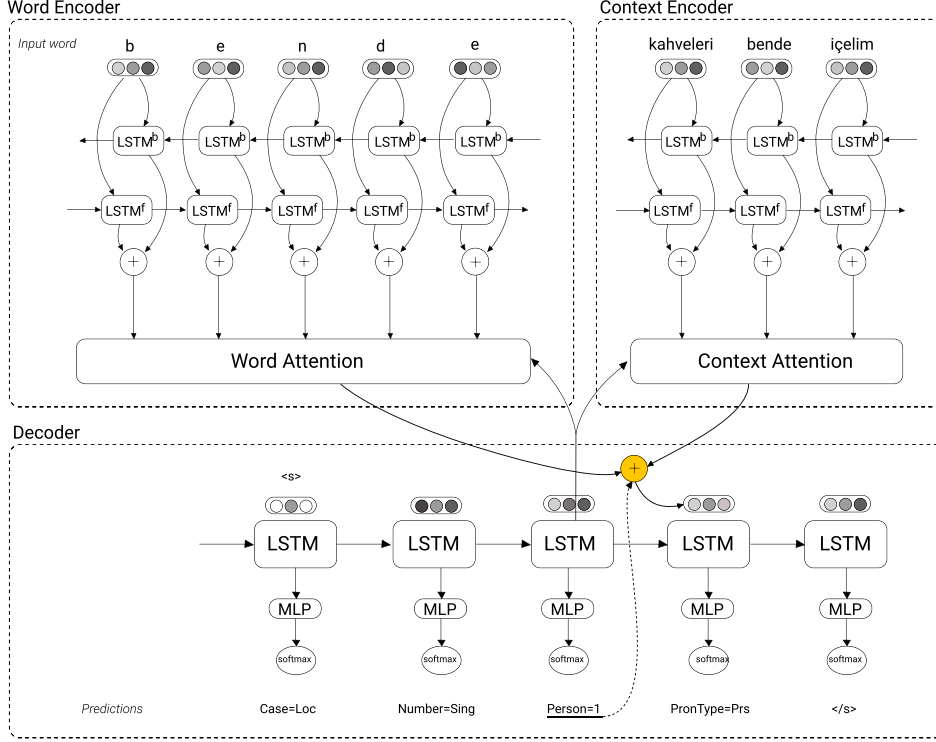 Word Encoder
Context Encoder
Input word
b e n d e
kahveleri bende içelim
LSTMb LSTMb LSTMb LSTMb LSTMb
LSTMb LSTMb LSTMb
LSTMf LSTMf LSTMf LSTMf LSTMf
LSTMf LSTMf LSTMf
+ + + + +
+ + +
Word Attention
Context Attention
Decoder
+
<s>
LSTM LSTM LSTM LSTM LSTM
MLP MLP MLP MLP MLP
softmax softmax softmax softmax softmax
Predictions Case=Loc Number=Sing Person=1 PronType=Prs </s>